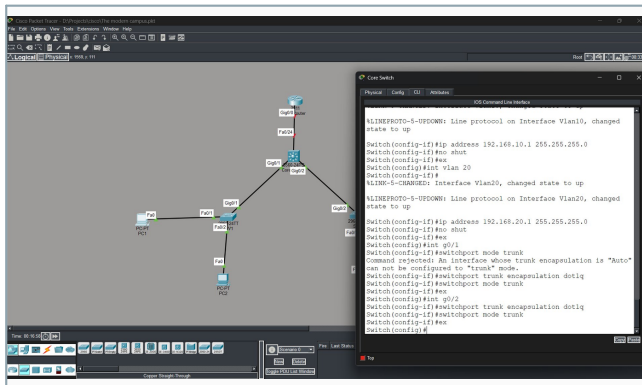 Cisco Packet Tracer - D:\Projects\cisco\The modern campus.pkt
File Edit Options View Tools Extensions Window Help
Logical Physical x: 1998, y: 111
Root
Core Switch
Physical Config CLI Attributes
IOS Command Line Interface
%LINEPROTO-5-UPDOWN: Line protocol on Interface Vlan10, changed
state to up
Switch(config-if)#ip address 192.168.10.1 255.255.255.0
Switch(config-if)#no shut
Switch(config-if)#ex
Switch(config)#int vlan 20
Switch(config-if)#
%LINK-5-CHANGED: Interface Vlan20, changed state to up
%LINEPROTO-5-UPDOWN: Line protocol on Interface Vlan20, changed
state to up
Switch(config-if)#ip address 192.168.20.1 255.255.255.0
Switch(config-if)#no shut
Switch(config-if)#ex
Switch(config)#int g0/1
Switch(config-if)#switchport mode trunk
Command rejected: An interface whose trunk encapsulation is "Auto"
can not be configured to "trunk" mode.
Switch(config-if)#switchport trunk encapsulation dot1q
Switch(config-if)#switchport mode trunk
Switch(config-if)#ex
Switch(config)#int g0/2
Switch(config-if)#switchport trunk encapsulation dot1q
Switch(config-if)#switchport mode trunk
Switch(config-if)#ex
Switch(config)#
Copy Paste
Top
Gig0/0
Fa0/24
Gig0/1
Gig0/2
Gig0/1
Gig0/2
Fa0
Fa0/1
Fa0/2
PC-PT
PC1
Fa0
PC-PT
PC2
Time: 00:16:58
Scenario 0
Fire Last Status
New Delete
Toggle PDU List Window
Copper Straight-Through